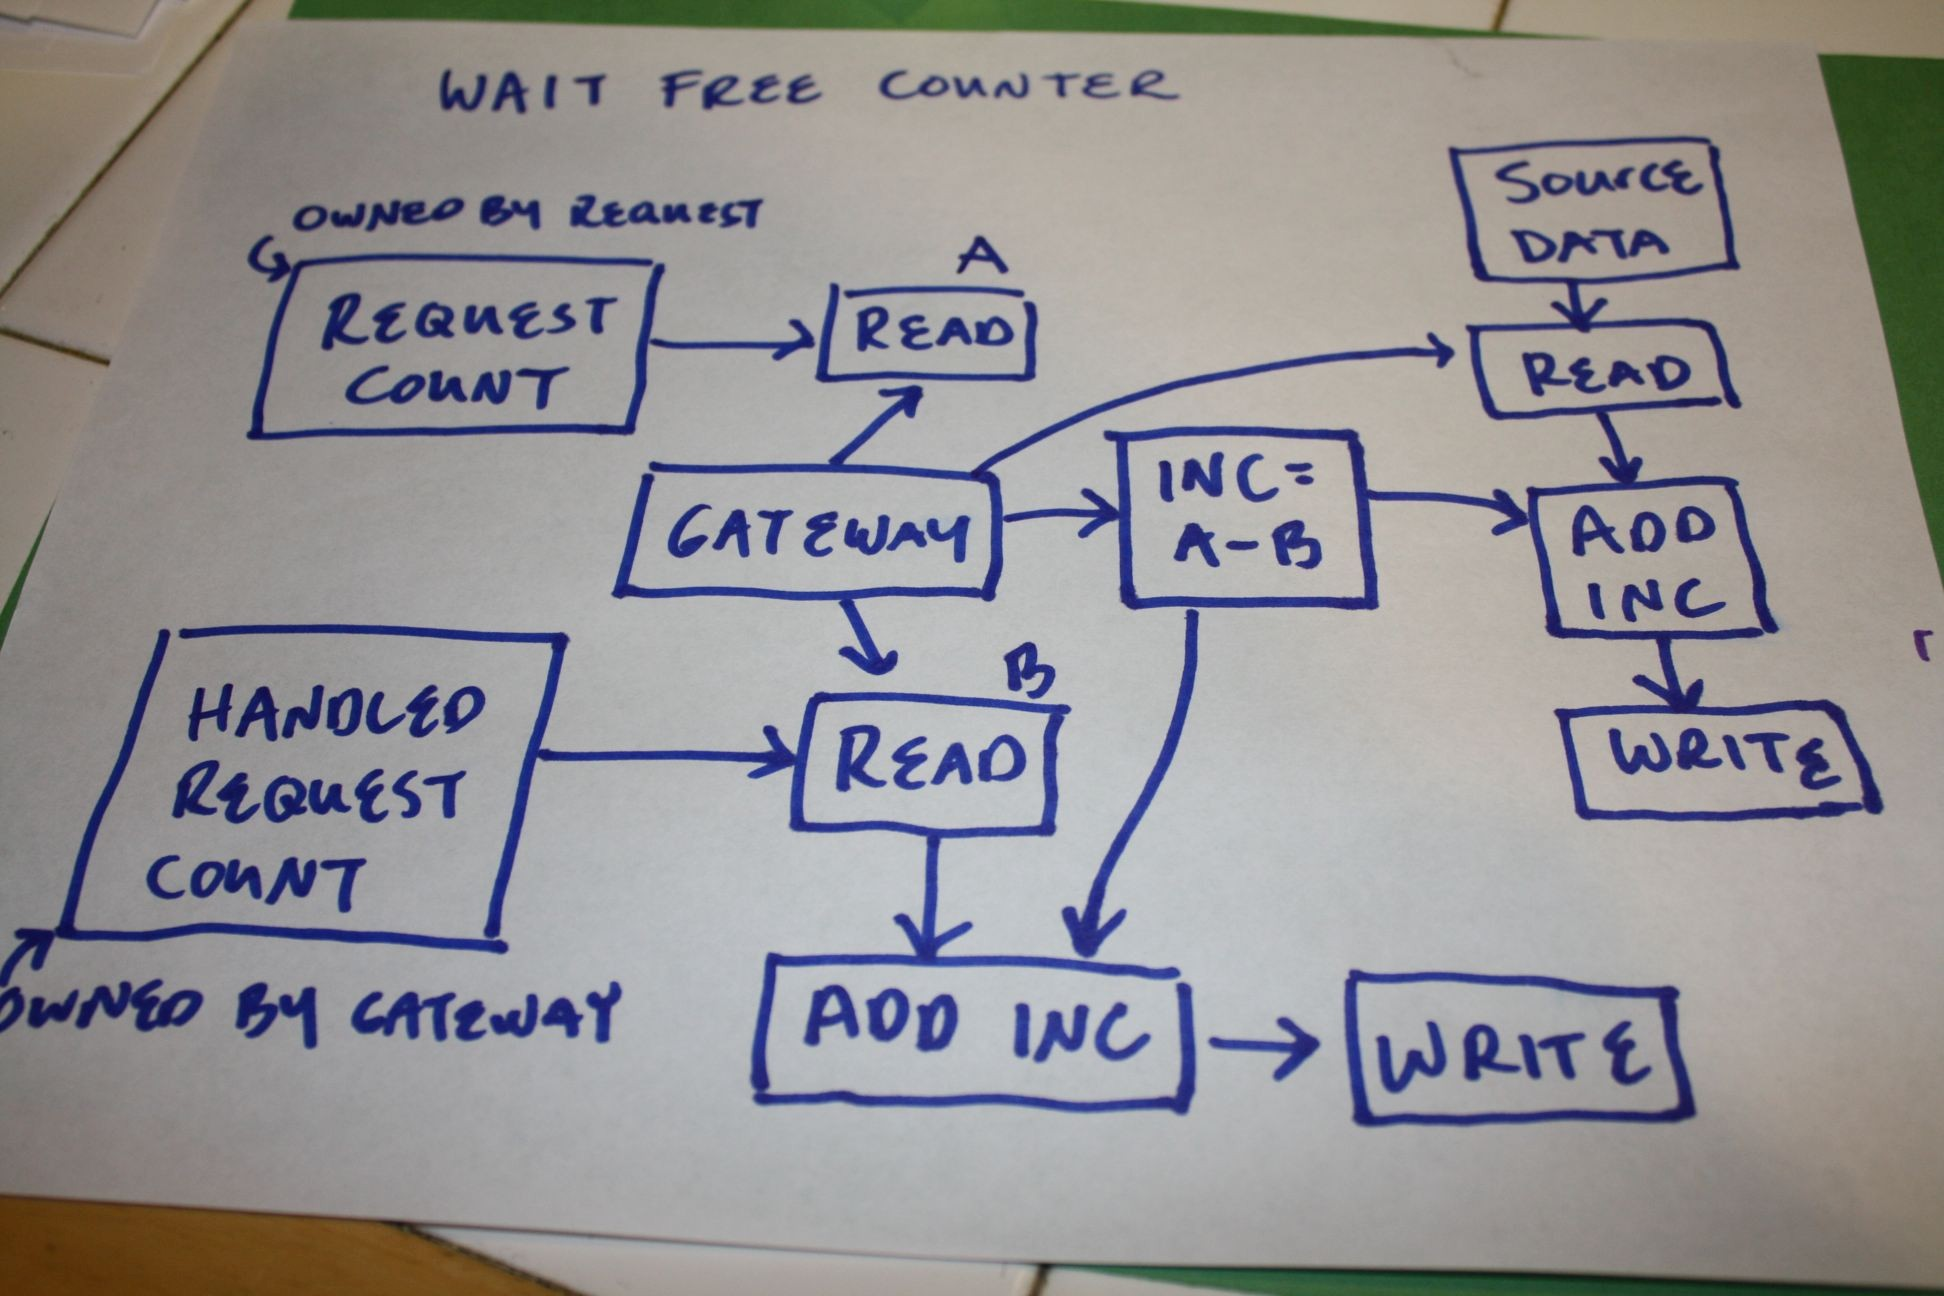 WAIT FREE COUNTER
OWNED BY REQUEST
REQUEST
COUNT
A
READ
SOURCE
DATA
READ
GATEWAY
INC=
A-B
ADD
INC
WRITE
HANDLED
REQUEST
COUNT
OWNED BY GATEWAY
B
READ
ADD INC
WRITE